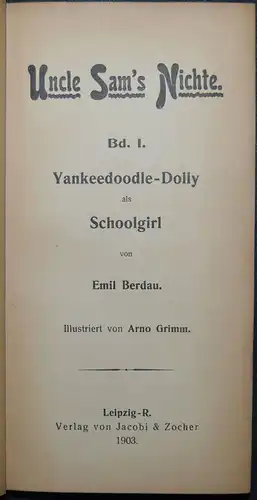 Uncle Sam's Nichte.
Bd. I.
Yankeedoodle-Dolly
als
Schoolgirl
von
Emil Berdau.
Illustriert von Arno Grimm.
Leipzig-R.
Verlag von Jacobi & Zocher
1903.